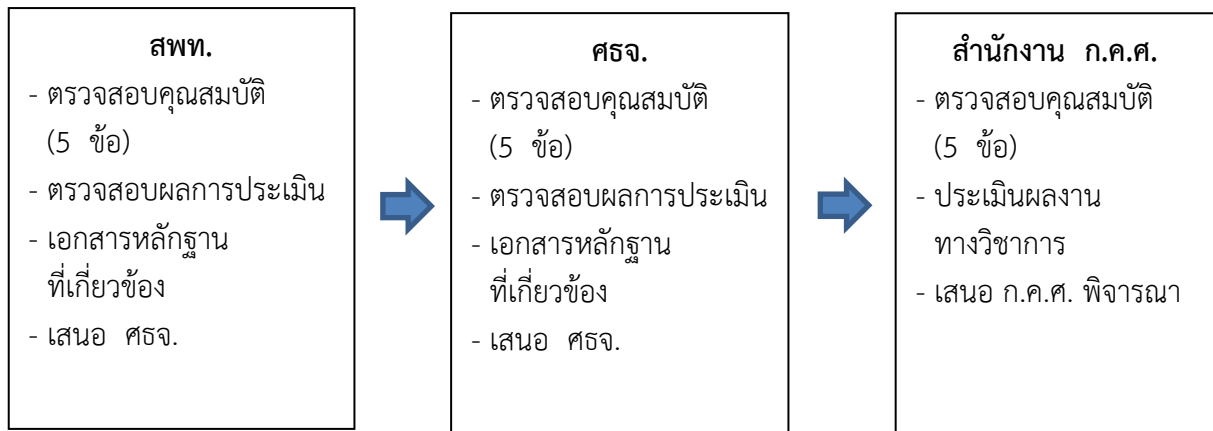 สพท.
- ตรวจสอบคุณสมบัติ
(5 ข้อ)
- ตรวจสอบผลการประเมิน
- เอกสารหลักฐาน
ที่เกี่ยวข้อง
- เสนอ ศธจ.
ศธจ.
- ตรวจสอบคุณสมบัติ
(5 ข้อ)
- ตรวจสอบผลการประเมิน
- เอกสารหลักฐาน
ที่เกี่ยวข้อง
- เสนอ ศธจ.
สำนักงาน ก.ค.ศ.
- ตรวจสอบคุณสมบัติ
(5 ข้อ)
- ประเมินผลงาน
ทางวิชาการ
- เสนอ ก.ค.ศ. พิจารณา